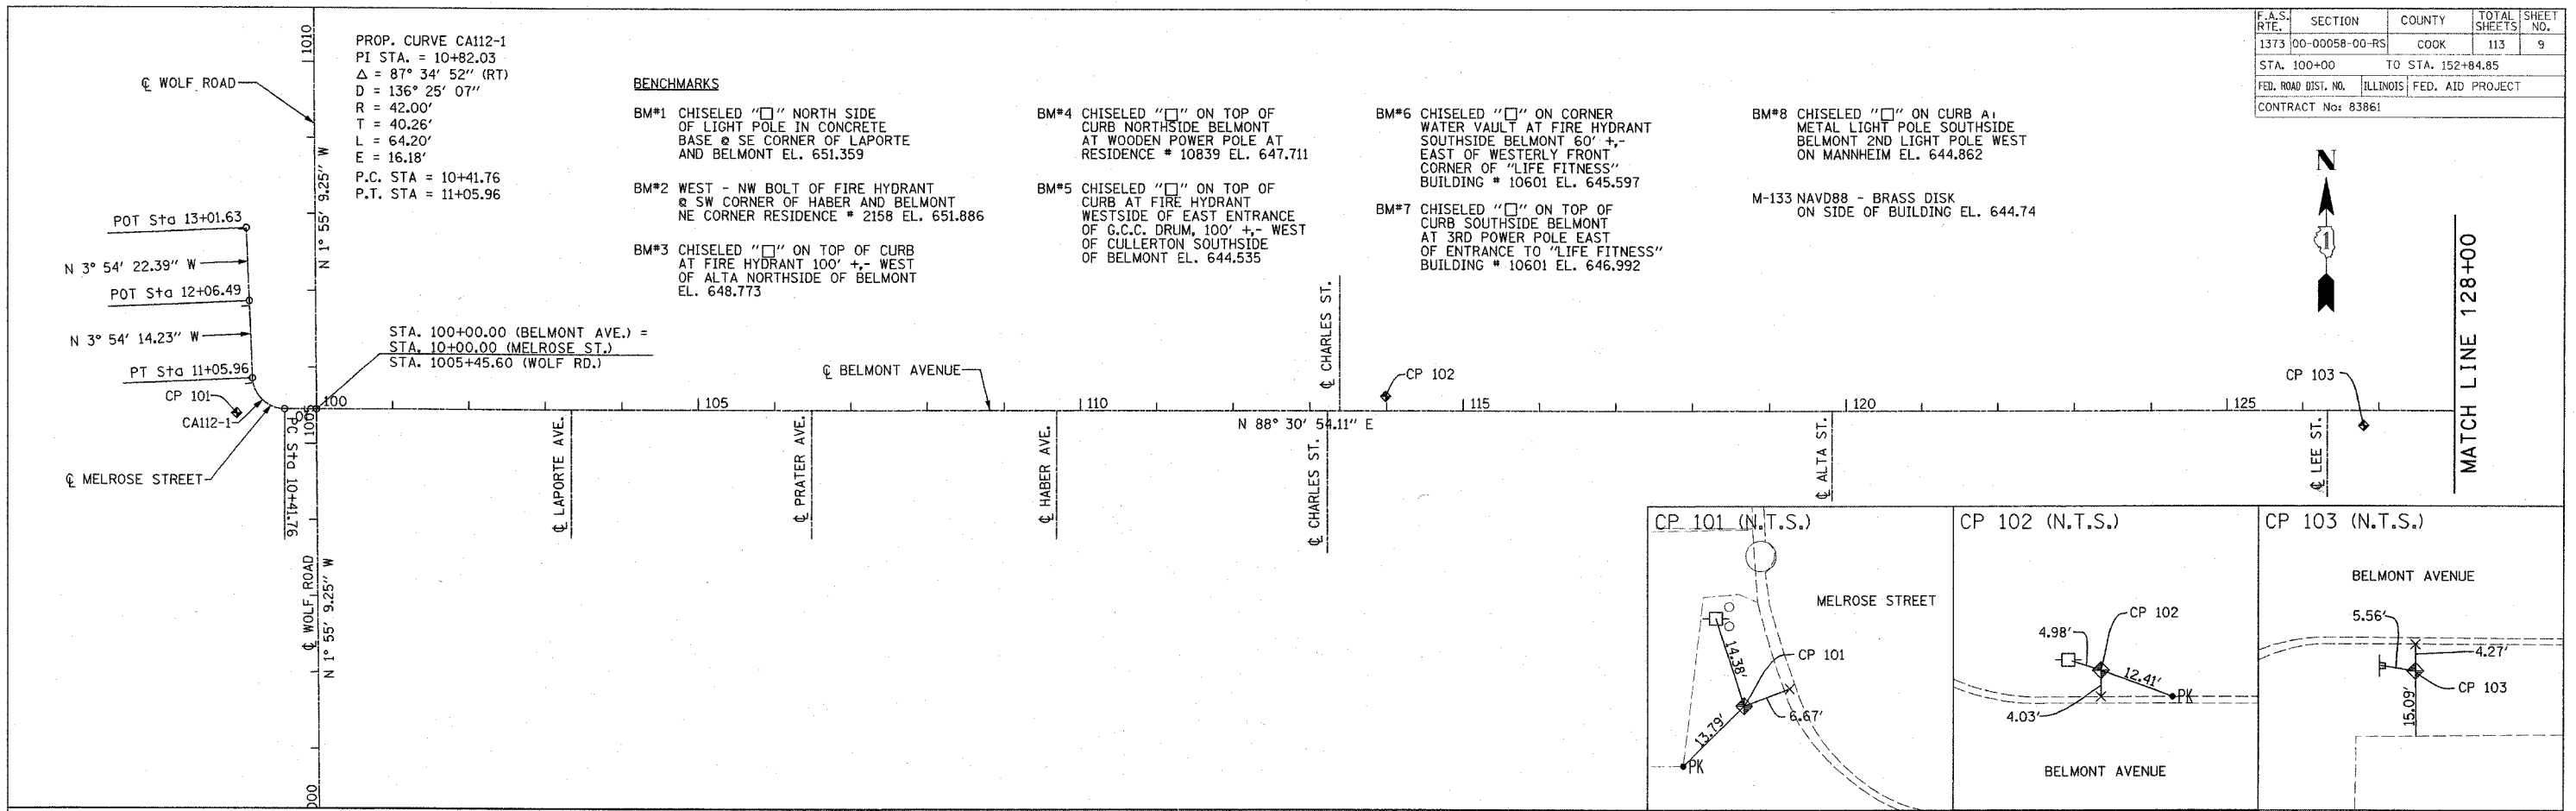 F.A.S. RTE. SECTION COUNTY TOTAL SHEETS SHEET NO.
1373 00-00058-00-RS COOK 113 9
STA. 100+00 TO STA. 152+84.85
FED. ROAD DIST. NO. ILLINOIS FED. AID PROJECT
CONTRACT No: 83861
PROP. CURVE CA112-1
PI STA. = 10+82.03
Δ = 87° 34' 52" (RT)
D = 136° 25' 07"
R = 42.00'
T = 40.26'
L = 64.20'
E = 16.18'
P.C. STA = 10+41.76
P.T. STA = 11+05.96
BENCHMARKS
BM#1 CHISELED "□" NORTH SIDE
OF LIGHT POLE IN CONCRETE
BASE @ SE CORNER OF LAPORTE
AND BELMONT EL. 651.359
BM#2 WEST - NW BOLT OF FIRE HYDRANT
@ SW CORNER OF HABER AND BELMONT
NE CORNER RESIDENCE # 2158 EL. 651.886
BM#3 CHISELED "□" ON TOP OF CURB
AT FIRE HYDRANT 100' +,- WEST
OF ALTA NORTHSIDE OF BELMONT
EL. 648.773
BM#4 CHISELED "□" ON TOP OF
CURB NORTHSIDE BELMONT
AT WOODEN POWER POLE AT
RESIDENCE # 10839 EL. 647.711
BM#5 CHISELED "□" ON TOP OF
CURB AT FIRE HYDRANT
WESTSIDE OF EAST ENTRANCE
OF G.C.C. DRUM, 100' +,- WEST
OF CULLERTON SOUTHSIDE
OF BELMONT EL. 644.535
BM#6 CHISELED "□" ON CORNER
WATER VAULT AT FIRE HYDRANT
SOUTHSIDE BELMONT 60' +,-
EAST OF WESTERLY FRONT
CORNER OF "LIFE FITNESS"
BUILDING # 10601 EL. 645.597
BM#7 CHISELED "□" ON TOP OF
CURB SOUTHSIDE BELMONT
AT 3RD POWER POLE EAST
OF ENTRANCE TO "LIFE FITNESS"
BUILDING # 10601 EL. 646.992
BM#8 CHISELED "□" ON CURB
METAL LIGHT POLE SOUTHSIDE
BELMONT 2ND LIGHT POLE WEST
ON MANNHEIM EL. 644.862
M-133 NAVD88 - BRASS DISK
ON SIDE OF BUILDING EL. 644.74
N
1
℄ WOLF ROAD
1010
N 1° 55' 9.25" W
POT Sta 13+01.63
N 3° 54' 22.39" W
POT Sta 12+06.49
N 3° 54' 14.23" W
PT Sta 11+05.96
CP 101
CA112-1
℄ MELROSE STREET
PC Sta 10+41.76
STA. 100+00.00 (BELMONT AVE.) =
STA. 10+00.00 (MELROSE ST.)
STA. 1005+45.60 (WOLF RD.)
100
105
110
115
120
125
℄ BELMONT AVENUE
N 88° 30' 54.11" E
℄ CHARLES ST.
CP 102
CP 103
MATCH LINE 128+00
℄ LAPORTE AVE.
℄ PRATER AVE.
℄ HABER AVE.
℄ CHARLES ST.
℄ ALTA ST.
℄ LEE ST.
℄ WOLF ROAD
N 1° 55' 9.25" W
CP 101 (N.T.S.)
MELROSE STREET
14.38'
CP 101
6.67'
13.79'
PK
CP 102 (N.T.S.)
CP 102
4.98'
12.41'
PK
4.03'
BELMONT AVENUE
CP 103 (N.T.S.)
BELMONT AVENUE
5.56'
4.27'
CP 103
15.09'